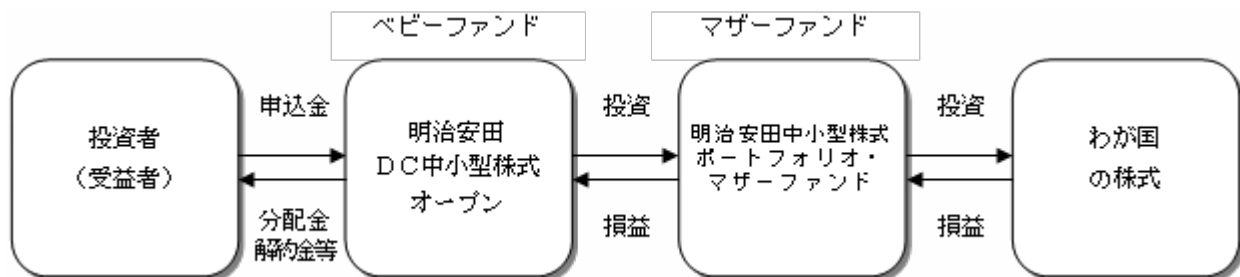 ベビーファンド
マザーファンド
投資者
（受益者）
申込金
分配金
解約金等
明治安田
ＤＣ中小型株式
オープン
投資
損益
明治安田中小型株式
ポートフォリオ・
マザーファンド
投資
損益
わが国
の株式